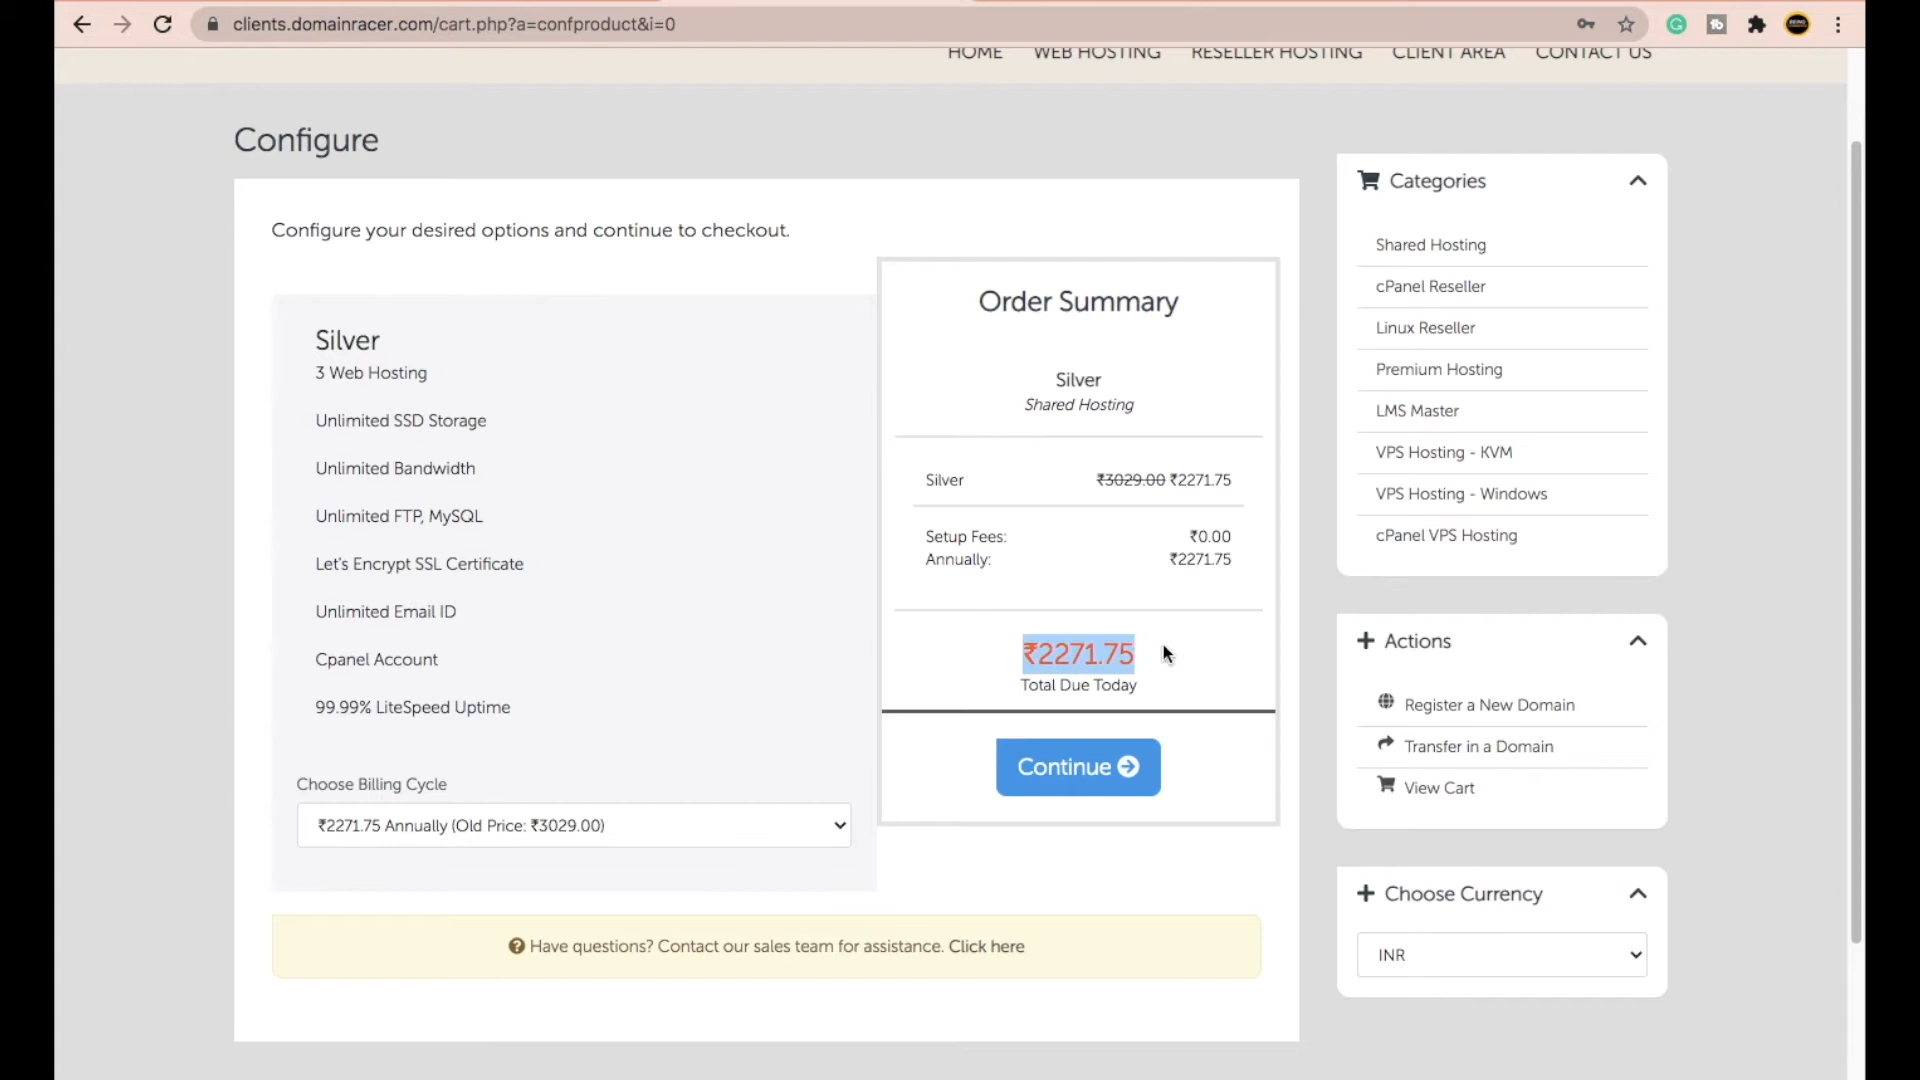 clients.domainracer.com/cart.php?a=confproduct&i=0
HOME WEB HOSTING RESELLER HOSTING CLIENT AREA CONTACT US
Configure
Configure your desired options and continue to checkout.
Silver
3 Web Hosting
Unlimited SSD Storage
Unlimited Bandwidth
Unlimited FTP, MySQL
Let's Encrypt SSL Certificate
Unlimited Email ID
Cpanel Account
99.99% LiteSpeed Uptime
Choose Billing Cycle
₹2271.75 Annually (Old Price: ₹3029.00)
Order Summary
Silver
Shared Hosting
Silver ₹3029.00 ₹2271.75
Setup Fees: ₹0.00
Annually: ₹2271.75
₹2271.75
Total Due Today
Continue
Have questions? Contact our sales team for assistance. Click here
Categories
Shared Hosting
cPanel Reseller
Linux Reseller
Premium Hosting
LMS Master
VPS Hosting - KVM
VPS Hosting - Windows
cPanel VPS Hosting
Actions
Register a New Domain
Transfer in a Domain
View Cart
Choose Currency
INR